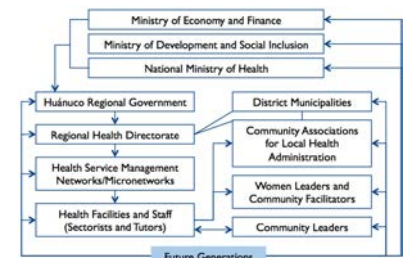 Ministry of Economy and Finance
Ministry of Development and Social Inclusion
National Ministry of Health
Huánuco Regional Government
District Municipalities
Regional Health Directorate
Community Associations
for Local Health
Administration
Health Service Management
Networks/Micronetworks
Women Leaders and
Community Facilitators
Health Facilities and Staff
(Sectorists and Tutors)
Community Leaders
Future Generations